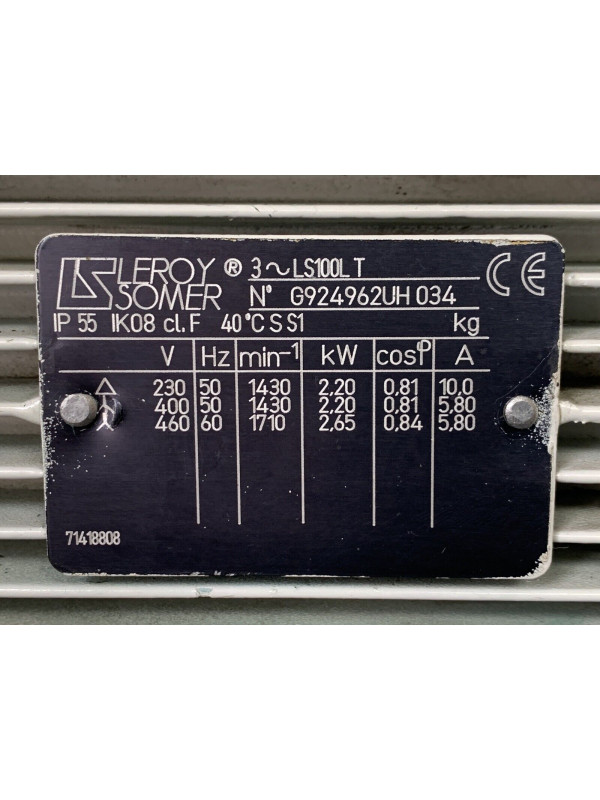 LEROY ® 3~LS100L T CE
SOMER N° G924962UH 034
IP 55 IK08 cl. F 40°C S S1 kg
V Hz min-1 kW cosφ A
△ 230 50 1430 2,20 0,81 10,0
400 50 1430 2,20 0,81 5,80
460 60 1710 2,65 0,84 5,80
71418808